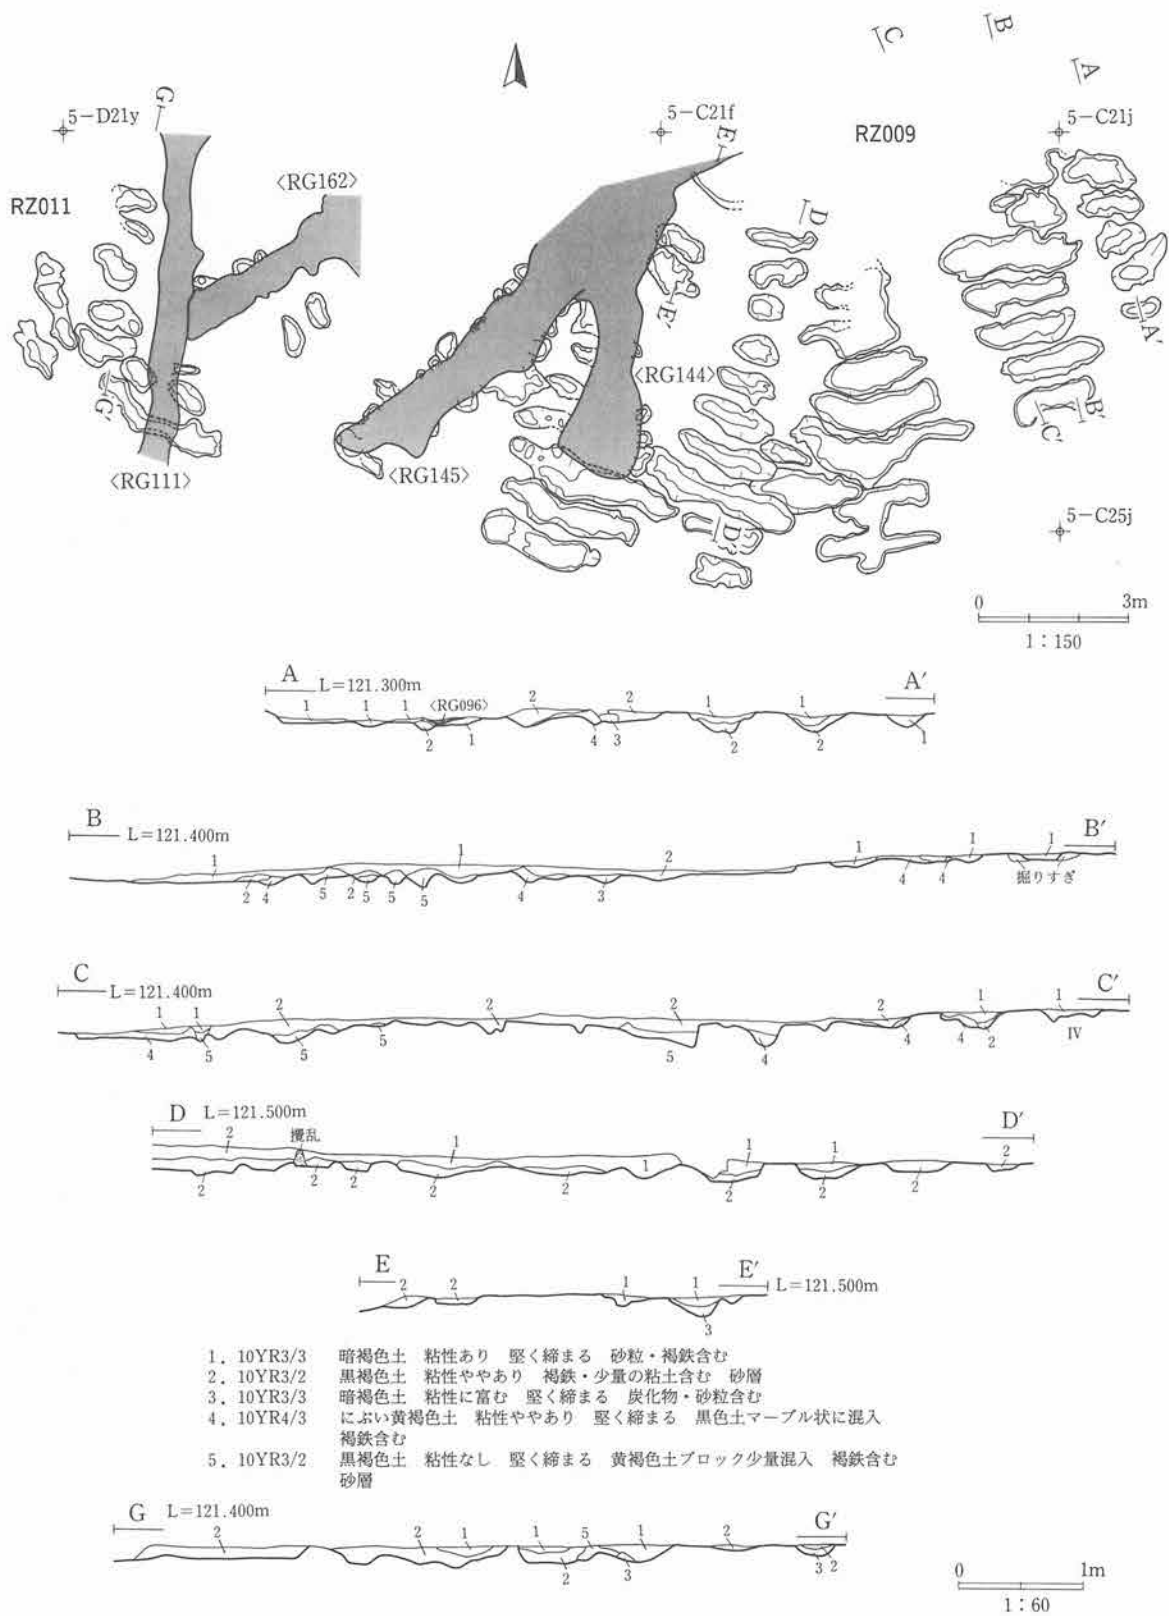 C
B
A
G
5-D21y
5-C21f
E
RZ009
5-C21j
<RG162>
RZ011
D
E′
A′
<RG144>
G′
B′
C′
<RG111>
<RG145>
D′
5-C25j
0 3m
1:150
A L=121.300m A′
1 1 1 <RG096> 2 2 1 1
2 1 4 3 2 2 1
B L=121.400m B′
1 1 2 1 1 1
2 4 5 2 5 5 5 4 3 4 4 掘りすぎ
C L=121.400m C′
1 1 2 2 2 2 1 1
4 5 5 5 5 4 4 4 2 IV
D L=121.500m D′
2 攪乱 1 1 1 1 2
2 2 2 2 2 2 2 2
E E′ L=121.500m
2 2 1 1
3
1. 10YR3/3 暗褐色土 粘性あり 堅く締まる 砂粒・褐鉄含む
2. 10YR3/2 黒褐色土 粘性ややあり 褐鉄・少量の粘土含む 砂層
3. 10YR3/3 暗褐色土 粘性に富む 堅く締まる 炭化物・砂粒含む
4. 10YR4/3 にぶい黄褐色土 粘性ややあり 堅く締まる 黒色土マーブル状に混入
褐鉄含む
5. 10YR3/2 黒褐色土 粘性なし 堅く締まる 黄褐色土ブロック少量混入 褐鉄含む
砂層
G L=121.400m G′
2 2 1 1 5 1 2
2 3 3 2
0 1m
1:60